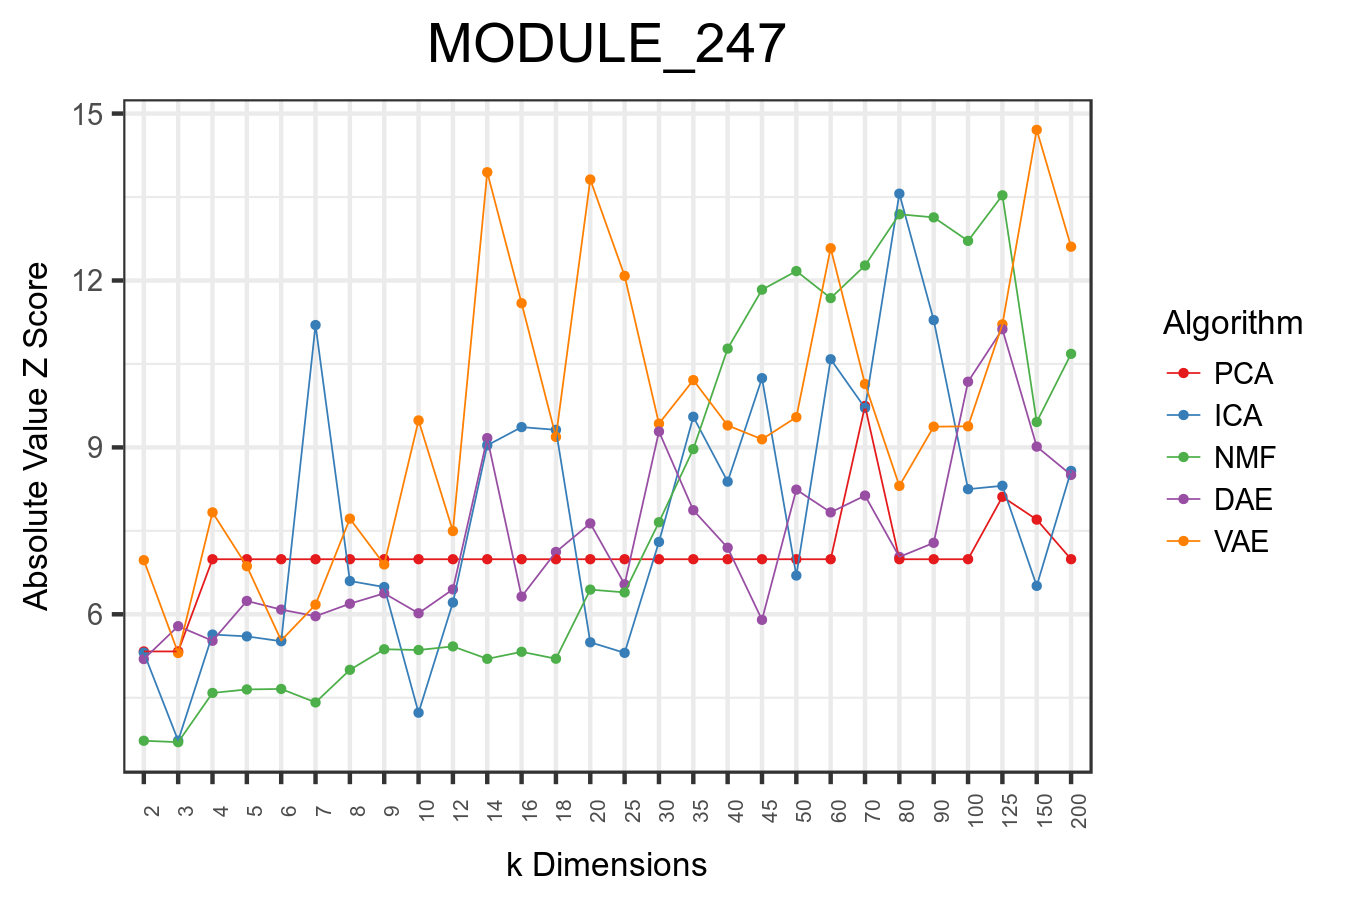 MODULE_247
Absolute Value Z Score
15
12
9
6
2 3 4 5 6 7 8 9 10 12 14 16 18 20 25 30 35 40 45 50 60 70 80 90 100 125 150 200
k Dimensions
Algorithm
PCA
ICA
NMF
DAE
VAE